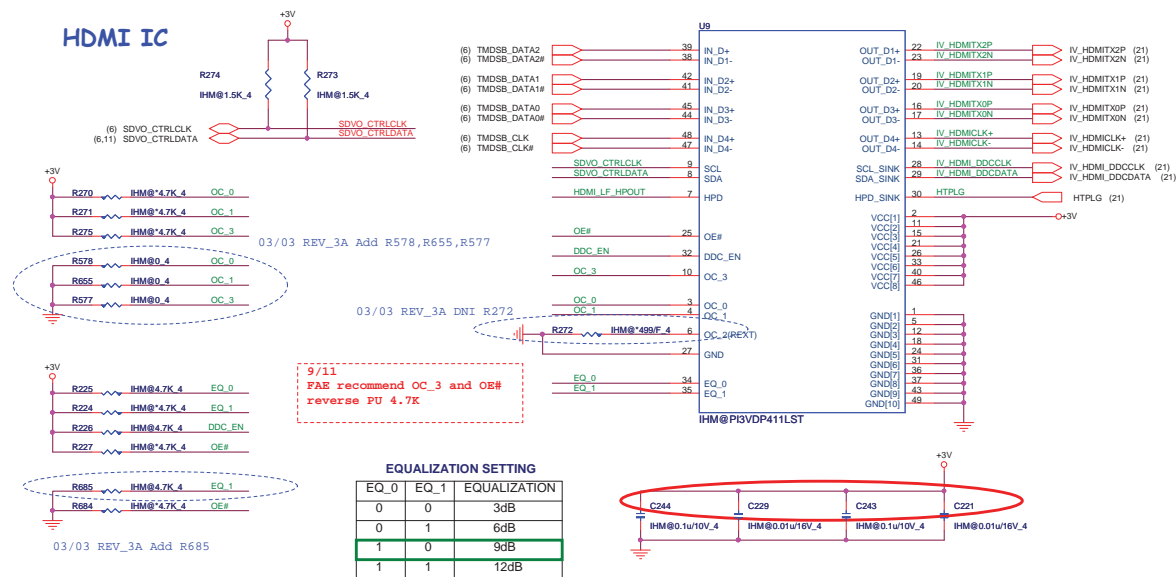 HDMI IC
+3V
R274
IHM@1.5K_4
R273
IHM@1.5K_4
(6) SDVO_CTRLCLK
SDVO_CTRLCLK
(6,11) SDVO_CTRLDATA
SDVO_CTRLDATA
+3V
R270 IHM@*4.7K_4 OC_0
R271 IHM@*4.7K_4 OC_1
R275 IHM@*4.7K_4 OC_3
03/03 REV_3A Add R578,R655,R577
R578 IHM@0_4 OC_0
R655 IHM@0_4 OC_1
R577 IHM@0_4 OC_3
+3V
R225 IHM@4.7K_4 EQ_0
R224 IHM@*4.7K_4 EQ_1
R226 IHM@4.7K_4 DDC_EN
R227 IHM@*4.7K_4 OE#
R685 IHM@4.7K_4 EQ_1
R684 IHM@*4.7K_4 OE#
03/03 REV_3A Add R685
U9
(6) TMDSB_DATA2 39 IN_D+ OUT_D1+ 22 IV_HDMITX2P IV_HDMITX2P (21)
(6) TMDSB_DATA2# 38 IN_D1- OUT_D1- 23 IV_HDMITX2N IV_HDMITX2N (21)
(6) TMDSB_DATA1 42 IN_D2+ OUT_D2+ 19 IV_HDMITX1P IV_HDMITX1P (21)
(6) TMDSB_DATA1# 41 IN_D2- OUT_D2- 20 IV_HDMITX1N IV_HDMITX1N (21)
(6) TMDSB_DATA0 45 IN_D3+ OUT_D3+ 16 IV_HDMITX0P IV_HDMITX0P (21)
(6) TMDSB_DATA0# 44 IN_D3- OUT_D3- 17 IV_HDMITX0N IV_HDMITX0N (21)
(6) TMDSB_CLK 48 IN_D4+ OUT_D4+ 13 IV_HDMICLK+ IV_HDMICLK+ (21)
(6) TMDSB_CLK# 47 IN_D4- OUT_D4- 14 IV_HDMICLK- IV_HDMICLK- (21)
SDVO_CTRLCLK 9 SCL SCL_SINK 28 IV_HDMI_DDCCLK IV_HDMI_DDCCLK (21)
SDVO_CTRLDATA 8 SDA SDA_SINK 29 IV_HDMI_DDCDATA IV_HDMI_DDCDATA (21)
HDMI_LF_HPOUT 7 HPD HPD_SINK 30 HTPLG HTPLG (21)
VCC[1] 2 +3V
VCC[2] 11
VCC[3] 15
VCC[4] 21
VCC[5] 26
VCC[6] 33
VCC[7] 40
VCC[8] 46
OE# 25 OE#
DDC_EN 32 DDC_EN
OC_3 10 OC_3
OC_0 3 OC_0
OC_1 4 OC_1
03/03 REV_3A DNI R272
R272 IHM@*499/F_4 6 OC_2(REXT)
27 GND
EQ_0 34 EQ_0
EQ_1 35 EQ_1
GND[1] 1
GND[2] 5
GND[3] 12
GND[4] 18
GND[5] 24
GND[6] 31
GND[7] 36
GND[8] 37
GND[9] 43
GND[10] 49
IHM@PI3VDP411LST
9/11
FAE recommend OC_3 and OE#
reverse PU 4.7K
EQUALIZATION SETTING
EQ_0 EQ_1 EQUALIZATION
0 0 3dB
0 1 6dB
1 0 9dB
1 1 12dB
+3V
C244
IHM@0.1u/10V_4
C229
IHM@0.01u/16V_4
C243
IHM@0.1u/10V_4
C221
IHM@0.01u/16V_4